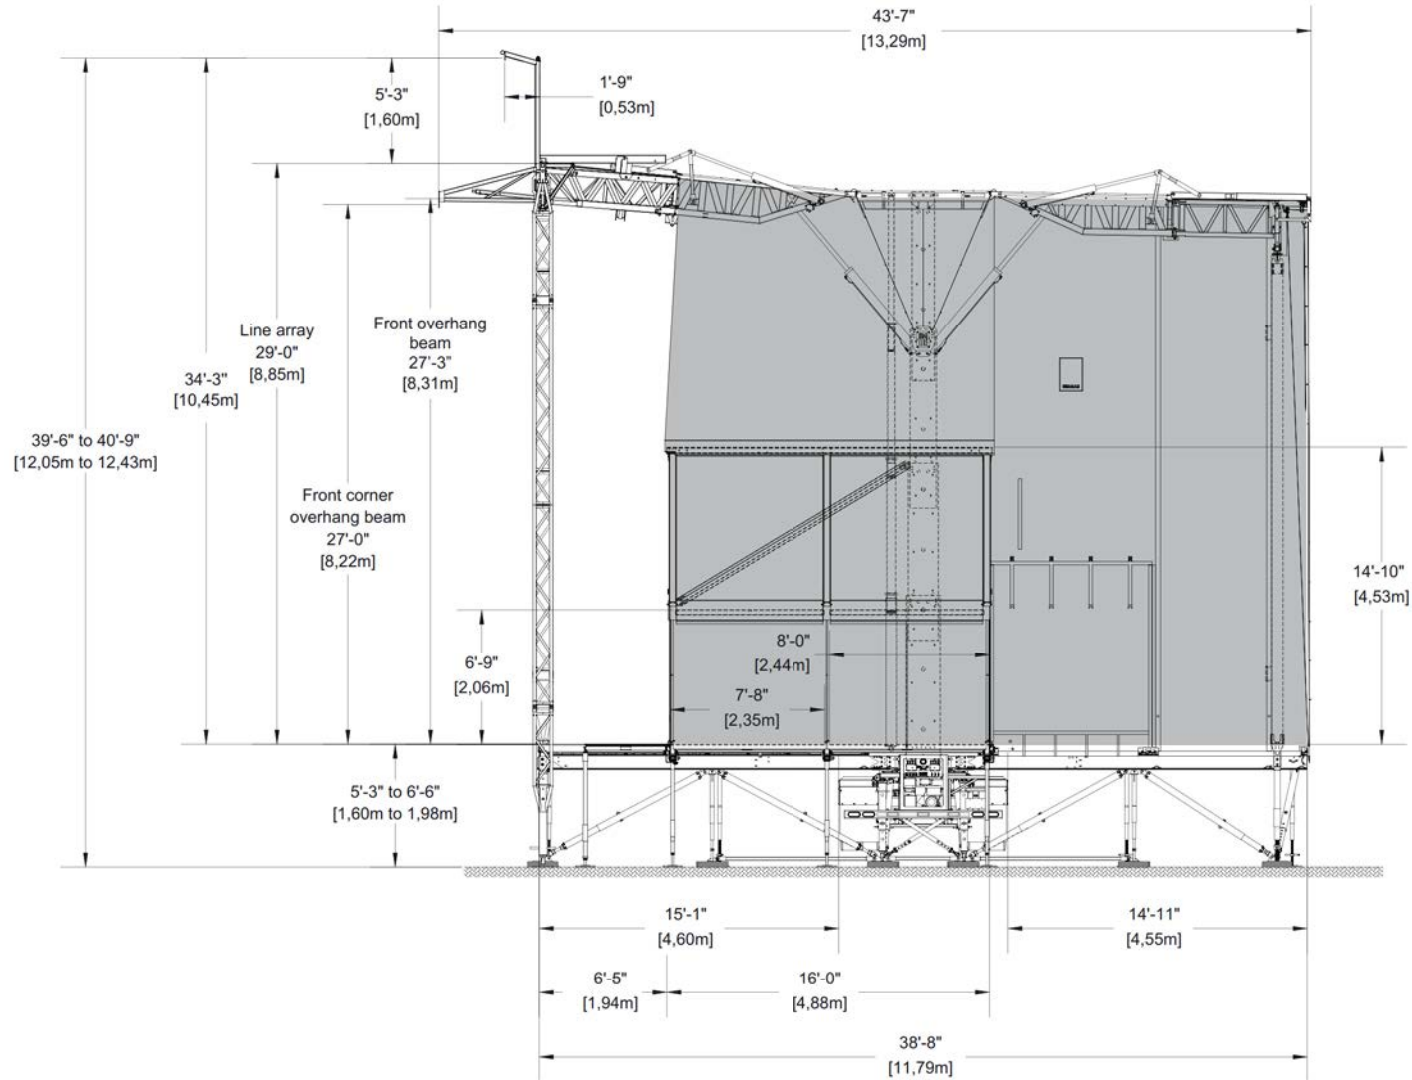 43'-7"
[13,29m]
1'-9"
[0,53m]
5'-3"
[1,60m]
Line array
29'-0"
[8,85m]
Front overhang
beam
27'-3"
[8,31m]
34'-3"
[10,45m]
39'-6" to 40'-9"
[12,05m to 12,43m]
Front corner
overhang beam
27'-0"
[8,22m]
14'-10"
[4,53m]
8'-0"
[2,44m]
6'-9"
[2,06m]
7'-8"
[2,35m]
5'-3" to 6'-6"
[1,60m to 1,98m]
15'-1"
[4,60m]
14'-11"
[4,55m]
6'-5"
[1,94m]
16'-0"
[4,88m]
38'-8"
[11,79m]